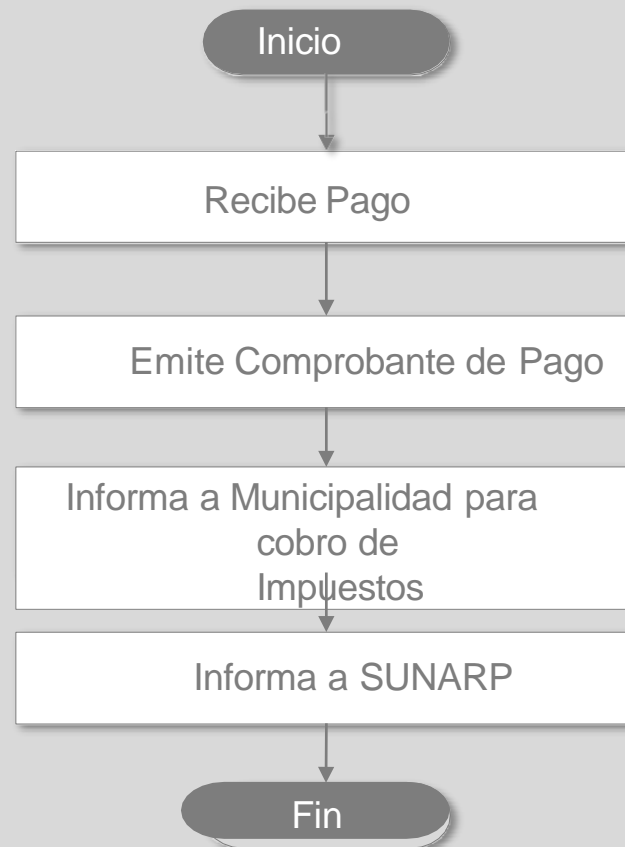 Inicio
Recibe Pago
Emite Comprobante de Pago
Informa a Municipalidad para
cobro de
Impuestos
Informa a SUNARP
Fin